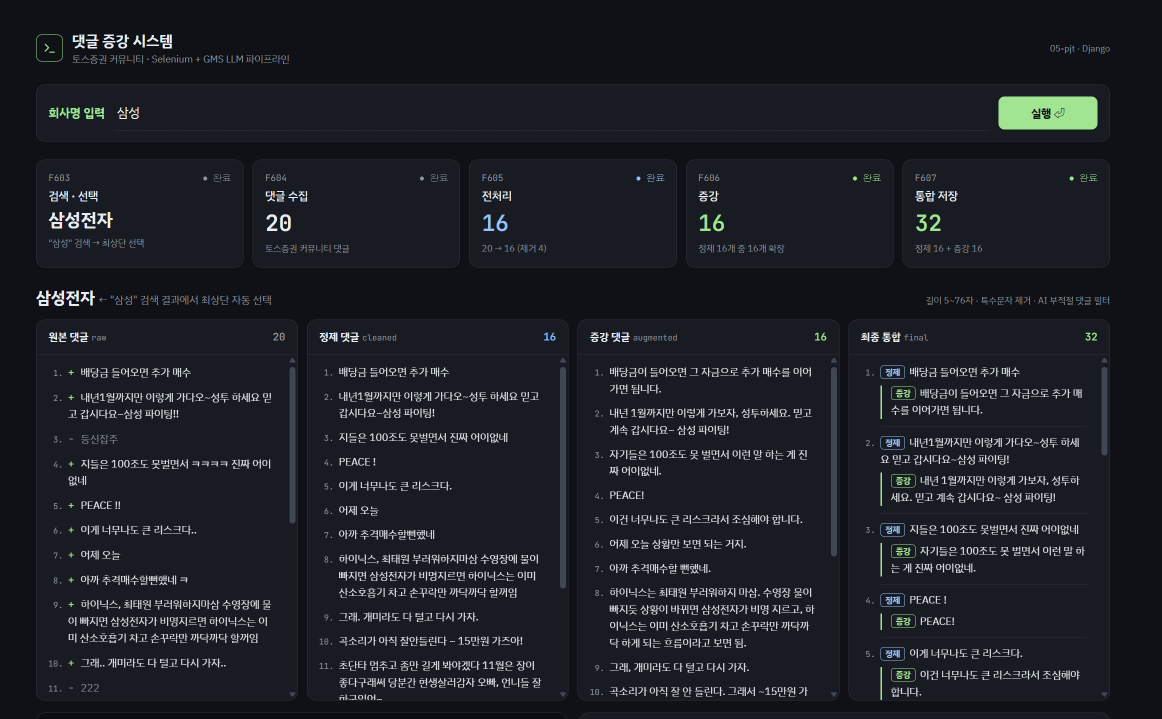 댓글 증강 시스템
토스증권 커뮤니티 · Selenium + GMS LLM 파이프라인
05-pjt · Django
회사명 입력 삼성
실행 ⏎
F603 ● 완료
검색 · 선택
삼성전자
"삼성" 검색 → 최상단 선택
F604 ● 완료
댓글 수집
20
토스증권 커뮤니티 댓글
F605 ● 완료
전처리
16
20 → 16 (제거 4)
F606 ● 완료
증강
16
정제 16개 중 16개 확장
F607 ● 완료
통합 저장
32
정제 16 + 증강 16
삼성전자 ← "삼성" 검색 결과에서 최상단 자동 선택
길이 5~76자 · 특수문자 제거 · AI 부적절 댓글 필터
원본 댓글 raw 20
1. + 배당금 들어오면 추가 매수
2. + 내년1월까지만 이렇게 가다오~성투 하세요 믿
고 갑시다요~삼성 파이팅!!
3. - 등신잡주
4. + 지들은 100조도 못벌면서 ㅋㅋㅋㅋ 진짜 어이
없네
5. + PEACE !!
6. + 이게 너무나도 큰 리스크다..
7. + 어제 오늘
8. + 아까 추격매수할뻔했네 ㅋ
9. + 하이닉스, 최태원 부러워하지마삼 수영장에 물
이 빠지면 삼성전자가 비명지르면 하이닉스는 이
미 산소호흡기 차고 손꾸락만 까닥까닥 할꺼임
10. + 그래.. 개미라도 다 털고 다시 가자..
11. - 222
정제 댓글 cleaned 16
1. 배당금 들어오면 추가 매수
2. 내년1월까지만 이렇게 가다오~성투 하세요 믿고
갑시다요~삼성 파이팅!
3. 지들은 100조도 못벌면서 진짜 어이없네
4. PEACE !
5. 이게 너무나도 큰 리스크다.
6. 어제 오늘
7. 아까 추격매수할뻔했네
8. 하이닉스, 최태원 부러워하지마삼 수영장에 물이
빠지면 삼성전자가 비명지르면 하이닉스는 이미
산소호흡기 차고 손꾸락만 까닥까닥 할꺼임
9. 그래. 개미라도 다 털고 다시 가자.
10. 곡소리가 아직 잘안들린다 ~ 15만원 가즈아!
11. 초단타 멈추고 좀만 길게 봐야겠다 11월은 장이
좋다구래써 당분간 현생살러갑자 오빠, 언니들 잘
증강 댓글 augmented 16
1. 배당금이 들어오면 그 자금으로 추가 매수를 이어
가면 됩니다.
2. 내년 1월까지만 이렇게 가보자, 성투하세요. 믿고
계속 갑시다요~ 삼성 파이팅!
3. 자기들은 100조도 못 벌면서 이런 말 하는 게 진
짜 어이없네.
4. PEACE!
5. 이건 너무나도 큰 리스크라서 조심해야 합니다.
6. 어제 오늘 상황만 보면 되는 거지.
7. 아까 추격매수할 뻔했네.
8. 하이닉스는 최태원 부러워하지 마삼. 수영장 물이
빠지듯 상황이 바뀌면 삼성전자가 비명 지르고, 하
이닉스는 이미 산소호흡기 차고 손꾸락만 까닥까
닥 하게 되는 흐름이라고 보면 됨.
9. 그래, 개미라도 다 털고 다시 가자.
10. 곡소리가 아직 잘 안 들린다. 그래서 ~15만원 가
최종 통합 final 32
1. 정제 배당금 들어오면 추가 매수
증강 배당금이 들어오면 그 자금으로 추가 매
수를 이어가면 됩니다.
2. 정제 내년1월까지만 이렇게 가다오~성투 하세
요 믿고 갑시다요~삼성 파이팅!
증강 내년 1월까지만 이렇게 가보자, 성투하
세요. 믿고 계속 갑시다요~ 삼성 파이팅!
3. 정제 지들은 100조도 못벌면서 진짜 어이없네
증강 자기들은 100조도 못 벌면서 이런 말 하
는 게 진짜 어이없네.
4. 정제 PEACE !
증강 PEACE!
5. 정제 이게 너무나도 큰 리스크다.
증강 이건 너무나도 큰 리스크라서 조심해야
합니다.